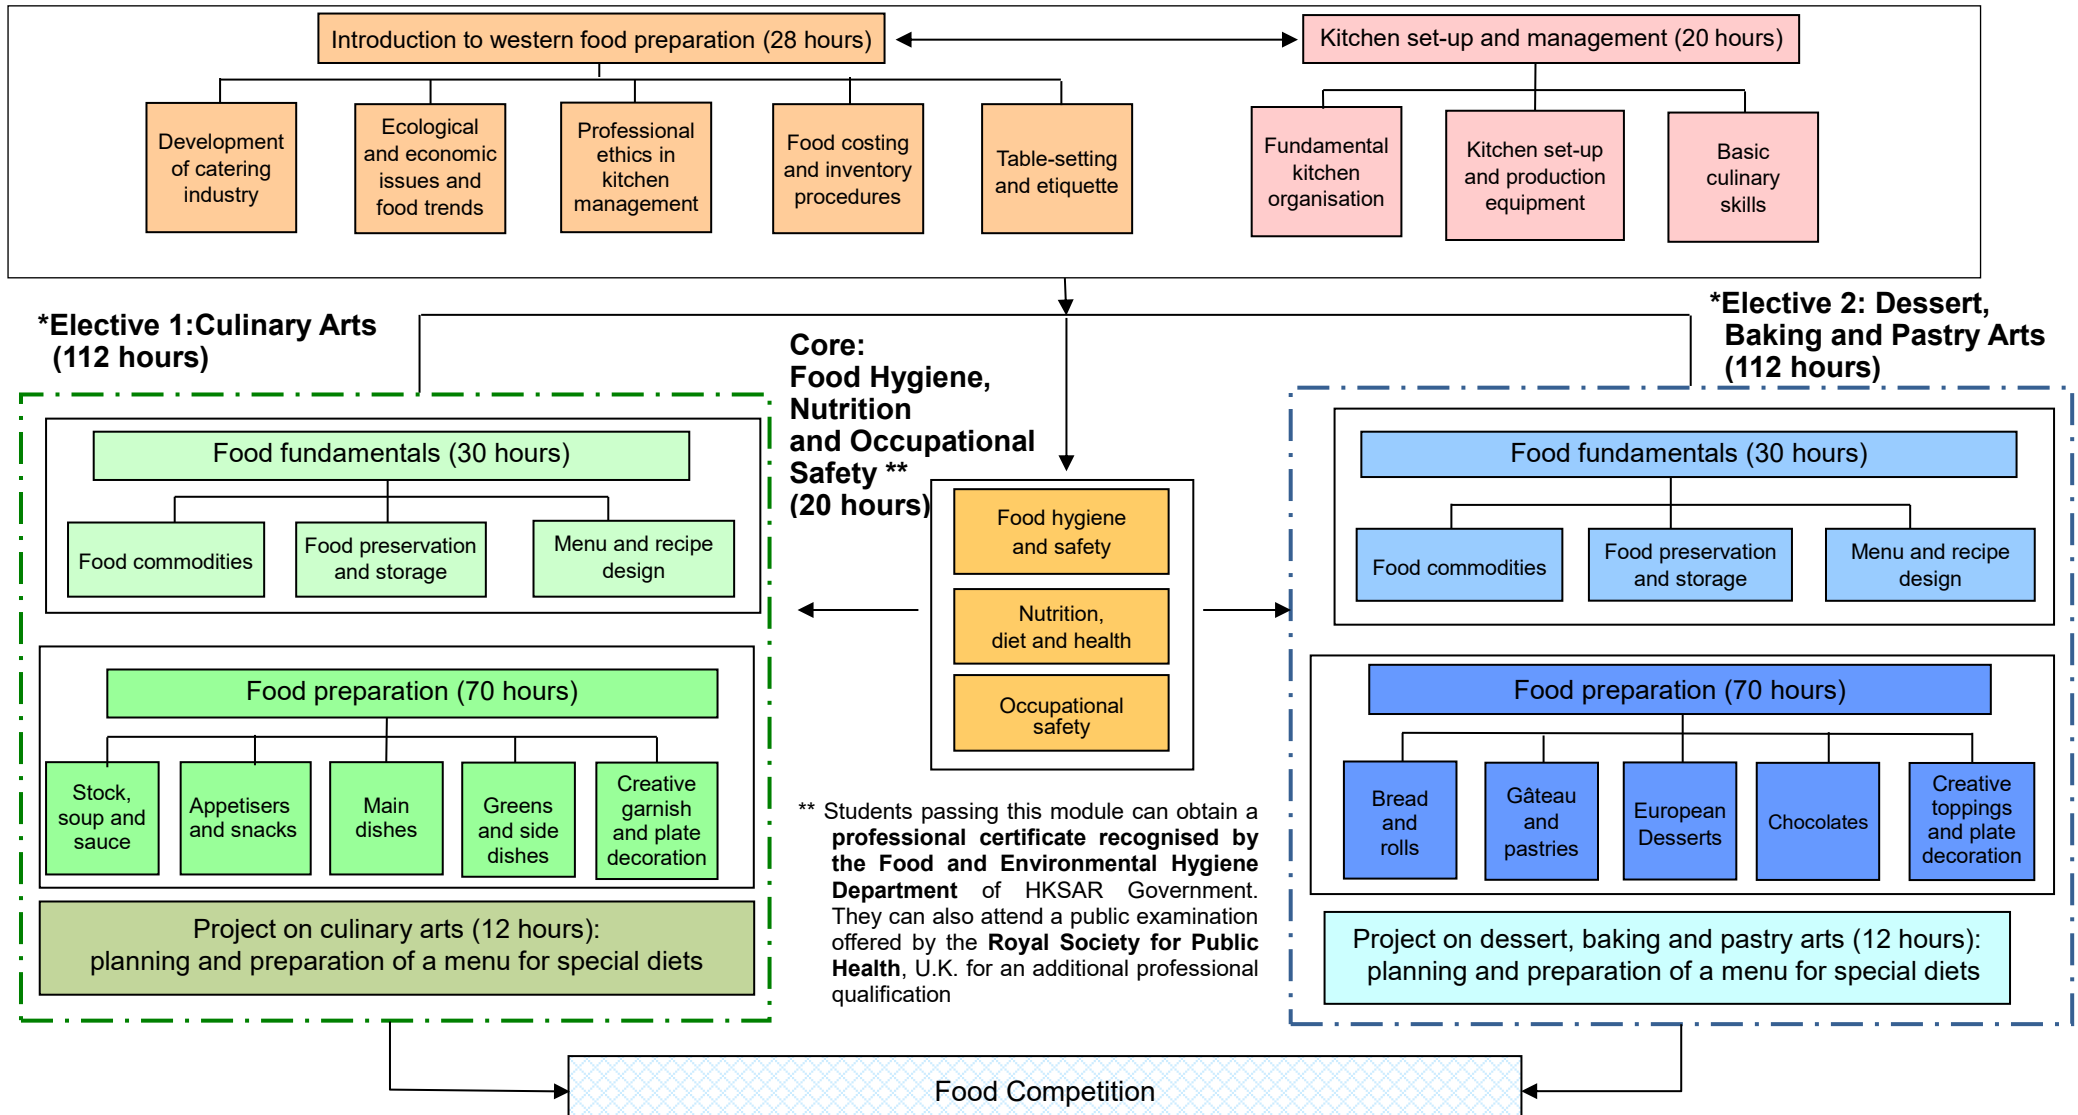 Introduction to western food preparation (28 hours)
Kitchen set-up and management (20 hours)
Development
of catering
industry
Ecological
and economic
issues and
food trends
Professional
ethics in
kitchen
management
Food costing
and inventory
procedures
Table-setting
and etiquette
Fundamental
kitchen
organisation
Kitchen set-up
and production
equipment
Basic
culinary
skills
*Elective 1:Culinary Arts
(112 hours)
Core:
Food Hygiene,
Nutrition
and Occupational
Safety **
(20 hours)
*Elective 2: Dessert,
Baking and Pastry Arts
(112 hours)
Food fundamentals (30 hours)
Food commodities
Food preservation
and storage
Menu and recipe
design
Food preparation (70 hours)
Stock,
soup and
sauce
Appetisers
and snacks
Main
dishes
Greens
and side
dishes
Creative
garnish
and plate
decoration
Project on culinary arts (12 hours):
planning and preparation of a menu for special diets
Food hygiene
and safety
Nutrition,
diet and health
Occupational
safety
** Students passing this module can obtain a
professional certificate recognised by
the Food and Environmental Hygiene
Department of HKSAR Government.
They can also attend a public examination
offered by the Royal Society for Public
Health, U.K. for an additional professional
qualification
Food fundamentals (30 hours)
Food commodities
Food preservation
and storage
Menu and recipe
design
Food preparation (70 hours)
Bread
and
rolls
Gâteau
and
pastries
European
Desserts
Chocolates
Creative
toppings
and plate
decoration
Project on dessert, baking and pastry arts (12 hours):
planning and preparation of a menu for special diets
Food Competition